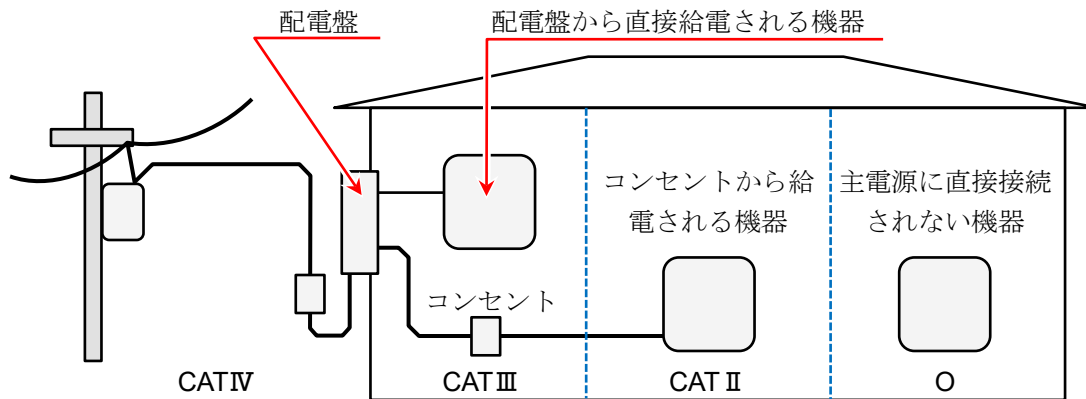 配電盤
配電盤から直接給電される機器
コンセントから給
電される機器
主電源に直接接続
されない機器
コンセント
CATⅣ
CATⅢ
CATⅡ
O